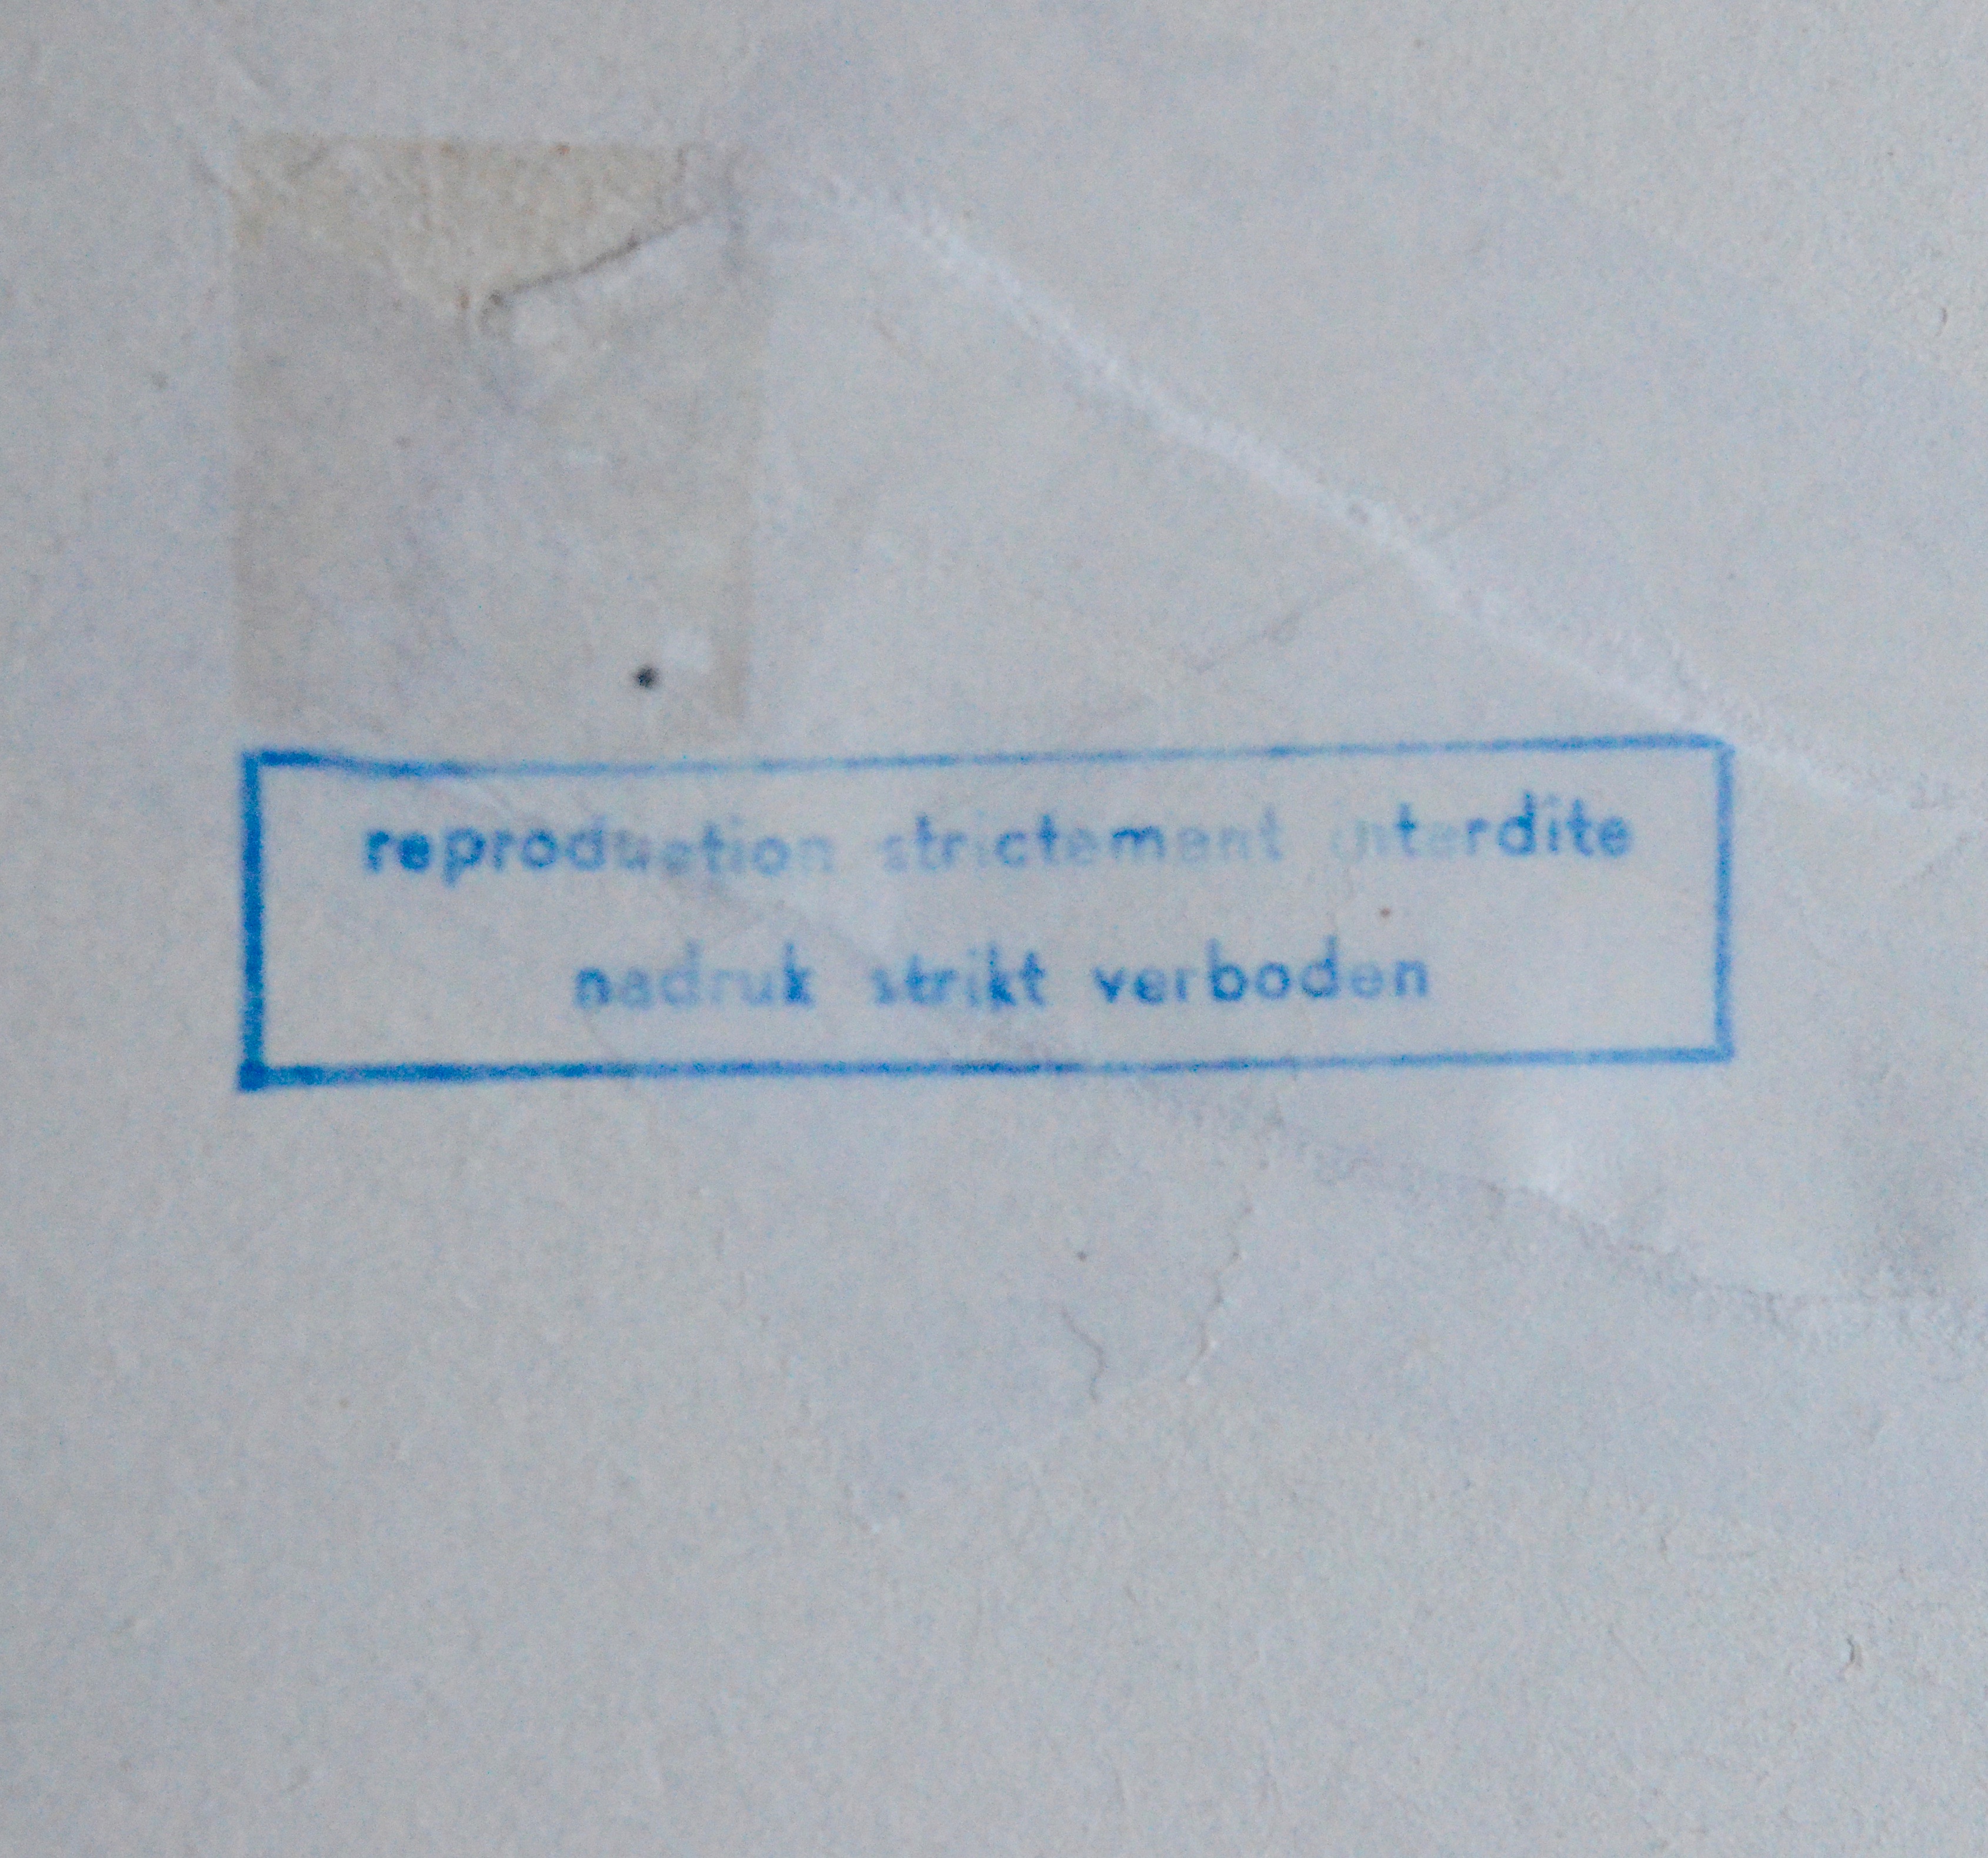 reproduction strictement interdite
nadruk strikt verboden